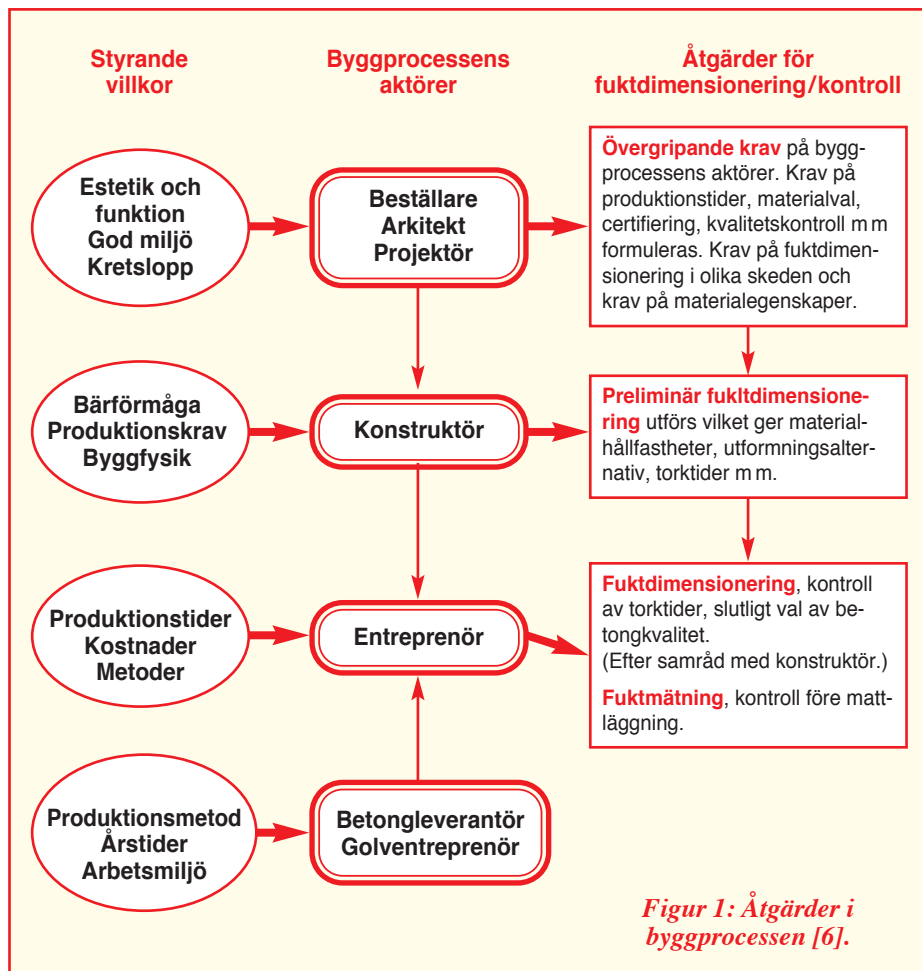 Styrande
villkor
Byggprocessens
aktörer
Åtgärder för
fuktdimensionering/kontroll
Estetik och
funktion
God miljö
Kretslopp
Beställare
Arkitekt
Projektör
Övergripande krav på bygg-
processens aktörer. Krav på
produktionstider, materialval,
certifiering, kvalitetskontroll m m
formuleras. Krav på fuktdimen-
sionering i olika skeden och
krav på materialegenskaper.
Bärförmåga
Produktionskrav
Byggfysik
Konstruktör
Preliminär fukltdimensione-
ring utförs vilket ger material-
hållfastheter, utformningsalter-
nativ, torktider m m.
Produktionstider
Kostnader
Metoder
Entreprenör
Fuktdimensionering, kontroll
av torktider, slutligt val av be-
tongkvalitet.
(Efter samråd med konstruktör.)
Fuktmätning, kontroll före matt-
läggning.
Produktionsmetod
Årstider
Arbetsmiljö
Betongleverantör
Golventreprenör
Figur 1: Åtgärder i
byggprocessen [6].